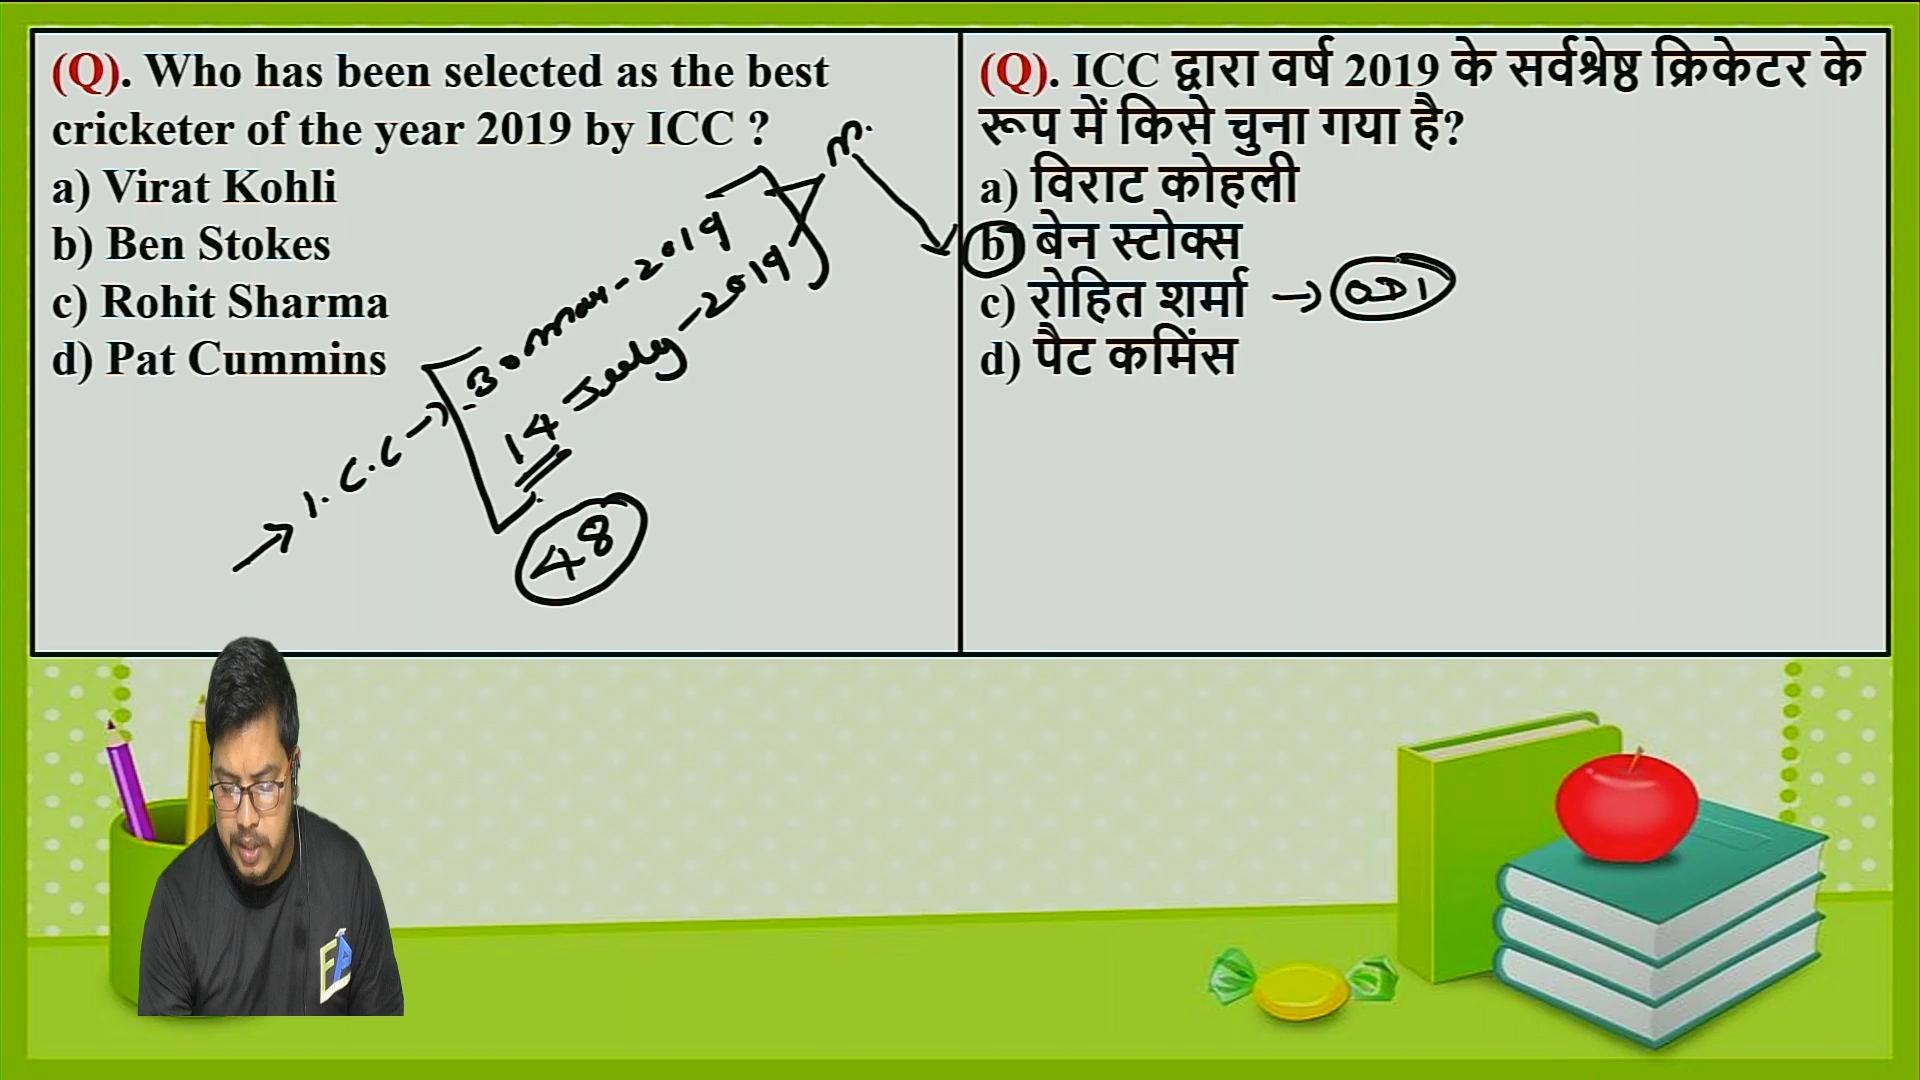 (Q). Who has been selected as the best
cricketer of the year 2019 by ICC ?
a) Virat Kohli
b) Ben Stokes
c) Rohit Sharma
d) Pat Cummins
I.C.C → 30 may-2019
14 July-2019
48
(Q). ICC द्वारा वर्ष 2019 के सर्वश्रेष्ठ क्रिकेटर के
रूप में किसे चुना गया है?
a) विराट कोहली
b) बेन स्टोक्स
c) रोहित शर्मा → ODI
d) पैट कमिंस